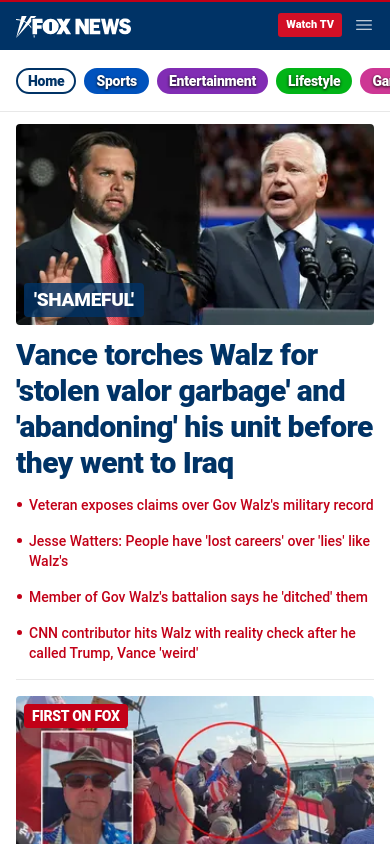 FOX NEWS
Watch TV
Home
Sports
Entertainment
Lifestyle
Ga
'SHAMEFUL'
Vance torches Walz for
'stolen valor garbage' and
'abandoning' his unit before
they went to Iraq
Veteran exposes claims over Gov Walz's military record
Jesse Watters: People have 'lost careers' over 'lies' like
Walz's
Member of Gov Walz's battalion says he 'ditched' them
CNN contributor hits Walz with reality check after he
called Trump, Vance 'weird'
FIRST ON FOX